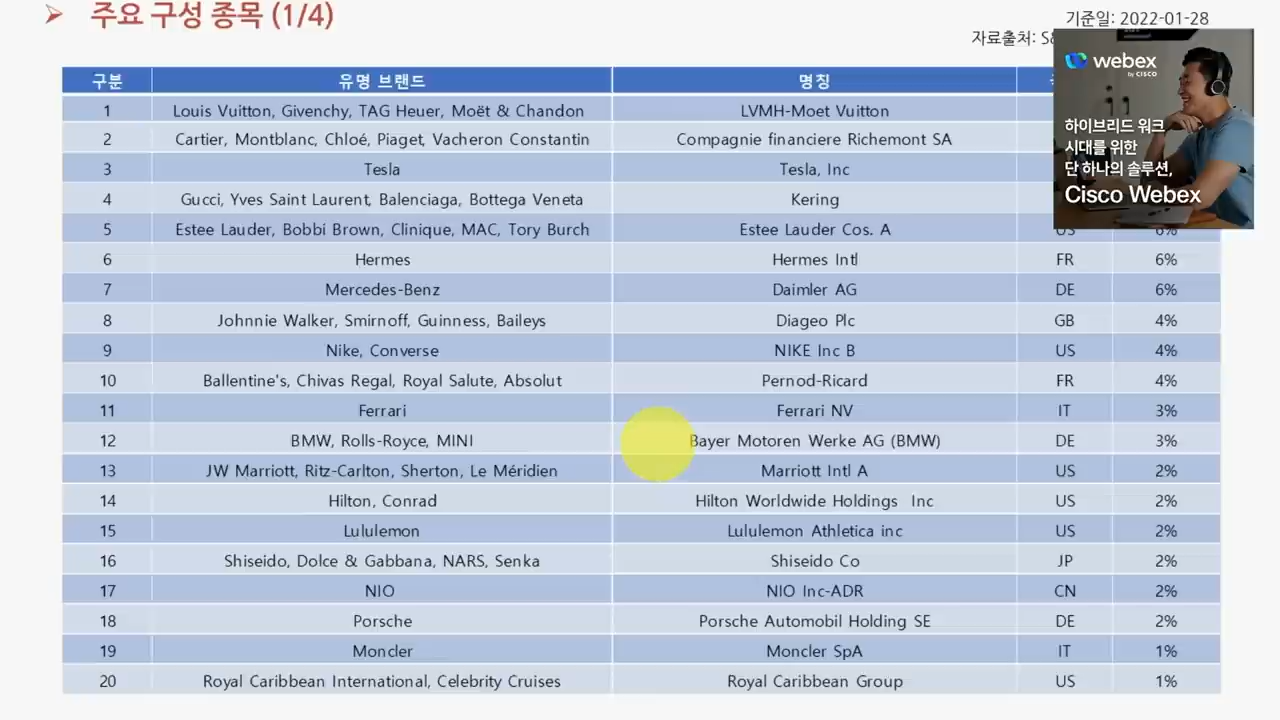 ➢ 주요 구성 종목 (1/4)
기준일: 2022-01-28
자료출처: S&
webex
by CISCO
하이브리드 워크
시대를 위한
단 하나의 솔루션,
Cisco Webex
구분 유명 브랜드 명칭
1 Louis Vuitton, Givenchy, TAG Heuer, Moët & Chandon LVMH-Moet Vuitton
2 Cartier, Montblanc, Chloé, Piaget, Vacheron Constantin Compagnie financiere Richemont SA
3 Tesla Tesla, Inc
4 Gucci, Yves Saint Laurent, Balenciaga, Bottega Veneta Kering
5 Estee Lauder, Bobbi Brown, Clinique, MAC, Tory Burch Estee Lauder Cos. A US 6%
6 Hermes Hermes Intl FR 6%
7 Mercedes-Benz Daimler AG DE 6%
8 Johnnie Walker, Smirnoff, Guinness, Baileys Diageo Plc GB 4%
9 Nike, Converse NIKE Inc B US 4%
10 Ballentine's, Chivas Regal, Royal Salute, Absolut Pernod-Ricard FR 4%
11 Ferrari Ferrari NV IT 3%
12 BMW, Rolls-Royce, MINI Bayer Motoren Werke AG (BMW) DE 3%
13 JW Marriott, Ritz-Carlton, Sherton, Le Méridien Marriott Intl A US 2%
14 Hilton, Conrad Hilton Worldwide Holdings Inc US 2%
15 Lululemon Lululemon Athletica inc US 2%
16 Shiseido, Dolce & Gabbana, NARS, Senka Shiseido Co JP 2%
17 NIO NIO Inc-ADR CN 2%
18 Porsche Porsche Automobil Holding SE DE 2%
19 Moncler Moncler SpA IT 1%
20 Royal Caribbean International, Celebrity Cruises Royal Caribbean Group US 1%